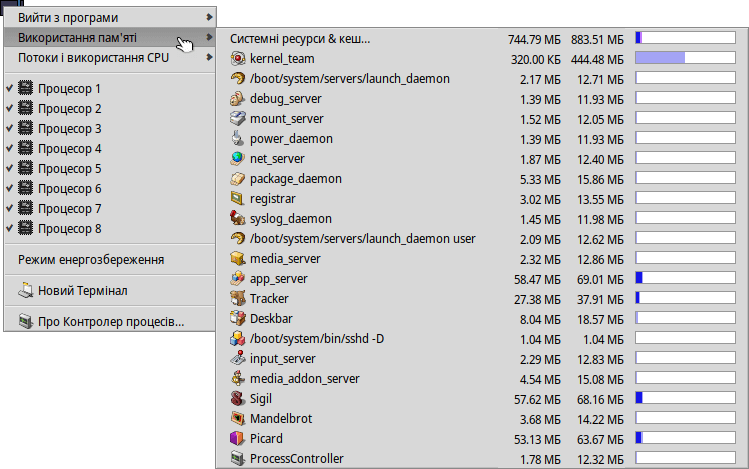 Вийти з програми
Використання пам'яті
Потоки і використання CPU
Процесор 1
Процесор 2
Процесор 3
Процесор 4
Процесор 5
Процесор 6
Процесор 7
Процесор 8
Режим енергозбереження
Новий Термінал
Про Контролер процесів...
Системні ресурси & кеш... 744.79 МБ 883.51 МБ
kernel_team 320.00 КБ 444.48 МБ
/boot/system/servers/launch_daemon 2.17 МБ 12.71 МБ
debug_server 1.39 МБ 11.93 МБ
mount_server 1.52 МБ 12.05 МБ
power_daemon 1.39 МБ 11.93 МБ
net_server 1.87 МБ 12.40 МБ
package_daemon 5.33 МБ 15.86 МБ
registrar 3.02 МБ 13.55 МБ
syslog_daemon 1.45 МБ 11.98 МБ
/boot/system/servers/launch_daemon user 2.09 МБ 12.62 МБ
media_server 2.32 МБ 12.86 МБ
app_server 58.47 МБ 69.01 МБ
Tracker 27.38 МБ 37.91 МБ
Deskbar 8.04 МБ 18.57 МБ
/boot/system/bin/sshd -D 1.04 МБ 1.04 МБ
input_server 2.29 МБ 12.83 МБ
media_addon_server 4.54 МБ 15.08 МБ
Sigil 57.62 МБ 68.16 МБ
Mandelbrot 3.68 МБ 14.22 МБ
Picard 53.13 МБ 63.67 МБ
ProcessController 1.78 МБ 12.32 МБ